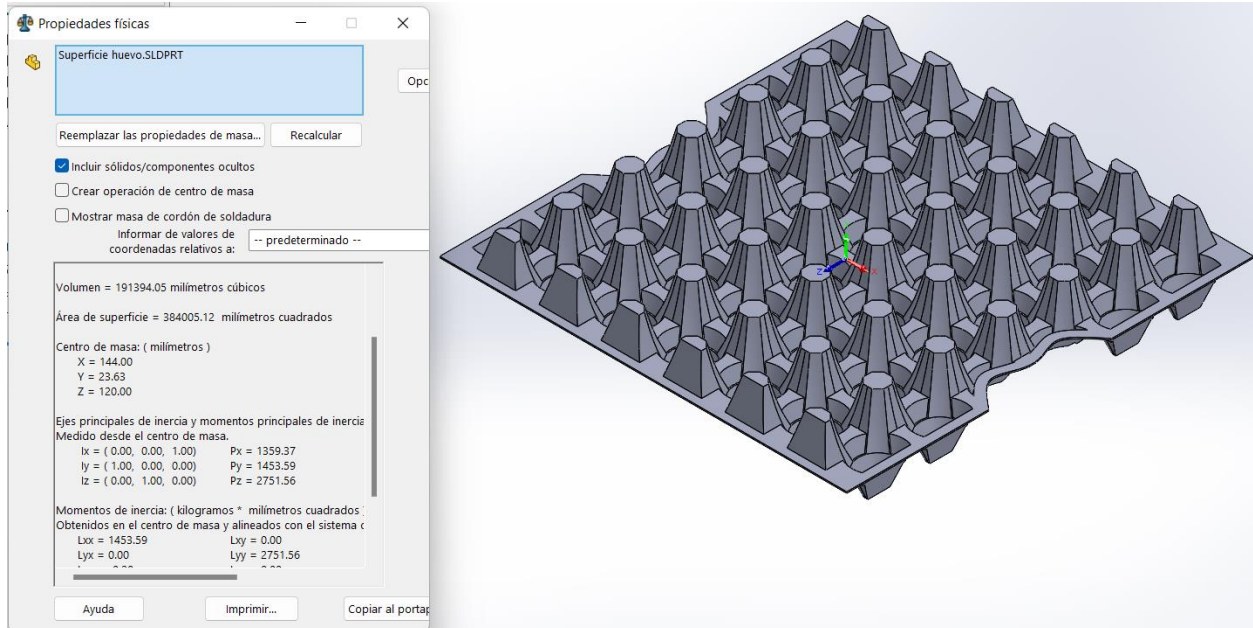 Propiedades físicas
Superficie huevo.SLDPRT
Opc
Reemplazar las propiedades de masa...
Recalcular
Incluir sólidos/componentes ocultos
Crear operación de centro de masa
Mostrar masa de cordón de soldadura
Informar de valores de
coordenadas relativos a:
-- predeterminado --
Volumen = 191394.05 milímetros cúbicos
Área de superficie = 384005.12 milímetros cuadrados
Centro de masa: ( milímetros )
X = 144.00
Y = 23.63
Z = 120.00
Ejes principales de inercia y momentos principales de inercia
Medido desde el centro de masa.
Ix = ( 0.00, 0.00, 1.00) Px = 1359.37
Iy = ( 1.00, 0.00, 0.00) Py = 1453.59
Iz = ( 0.00, 1.00, 0.00) Pz = 2751.56
Momentos de inercia: ( kilogramos * milímetros cuadrados
Obtenidos en el centro de masa y alineados con el sistema
Lxx = 1453.59 Lxy = 0.00
Lyx = 0.00 Lyy = 2751.56
Ayuda
Imprimir...
Copiar al portap
Z
X